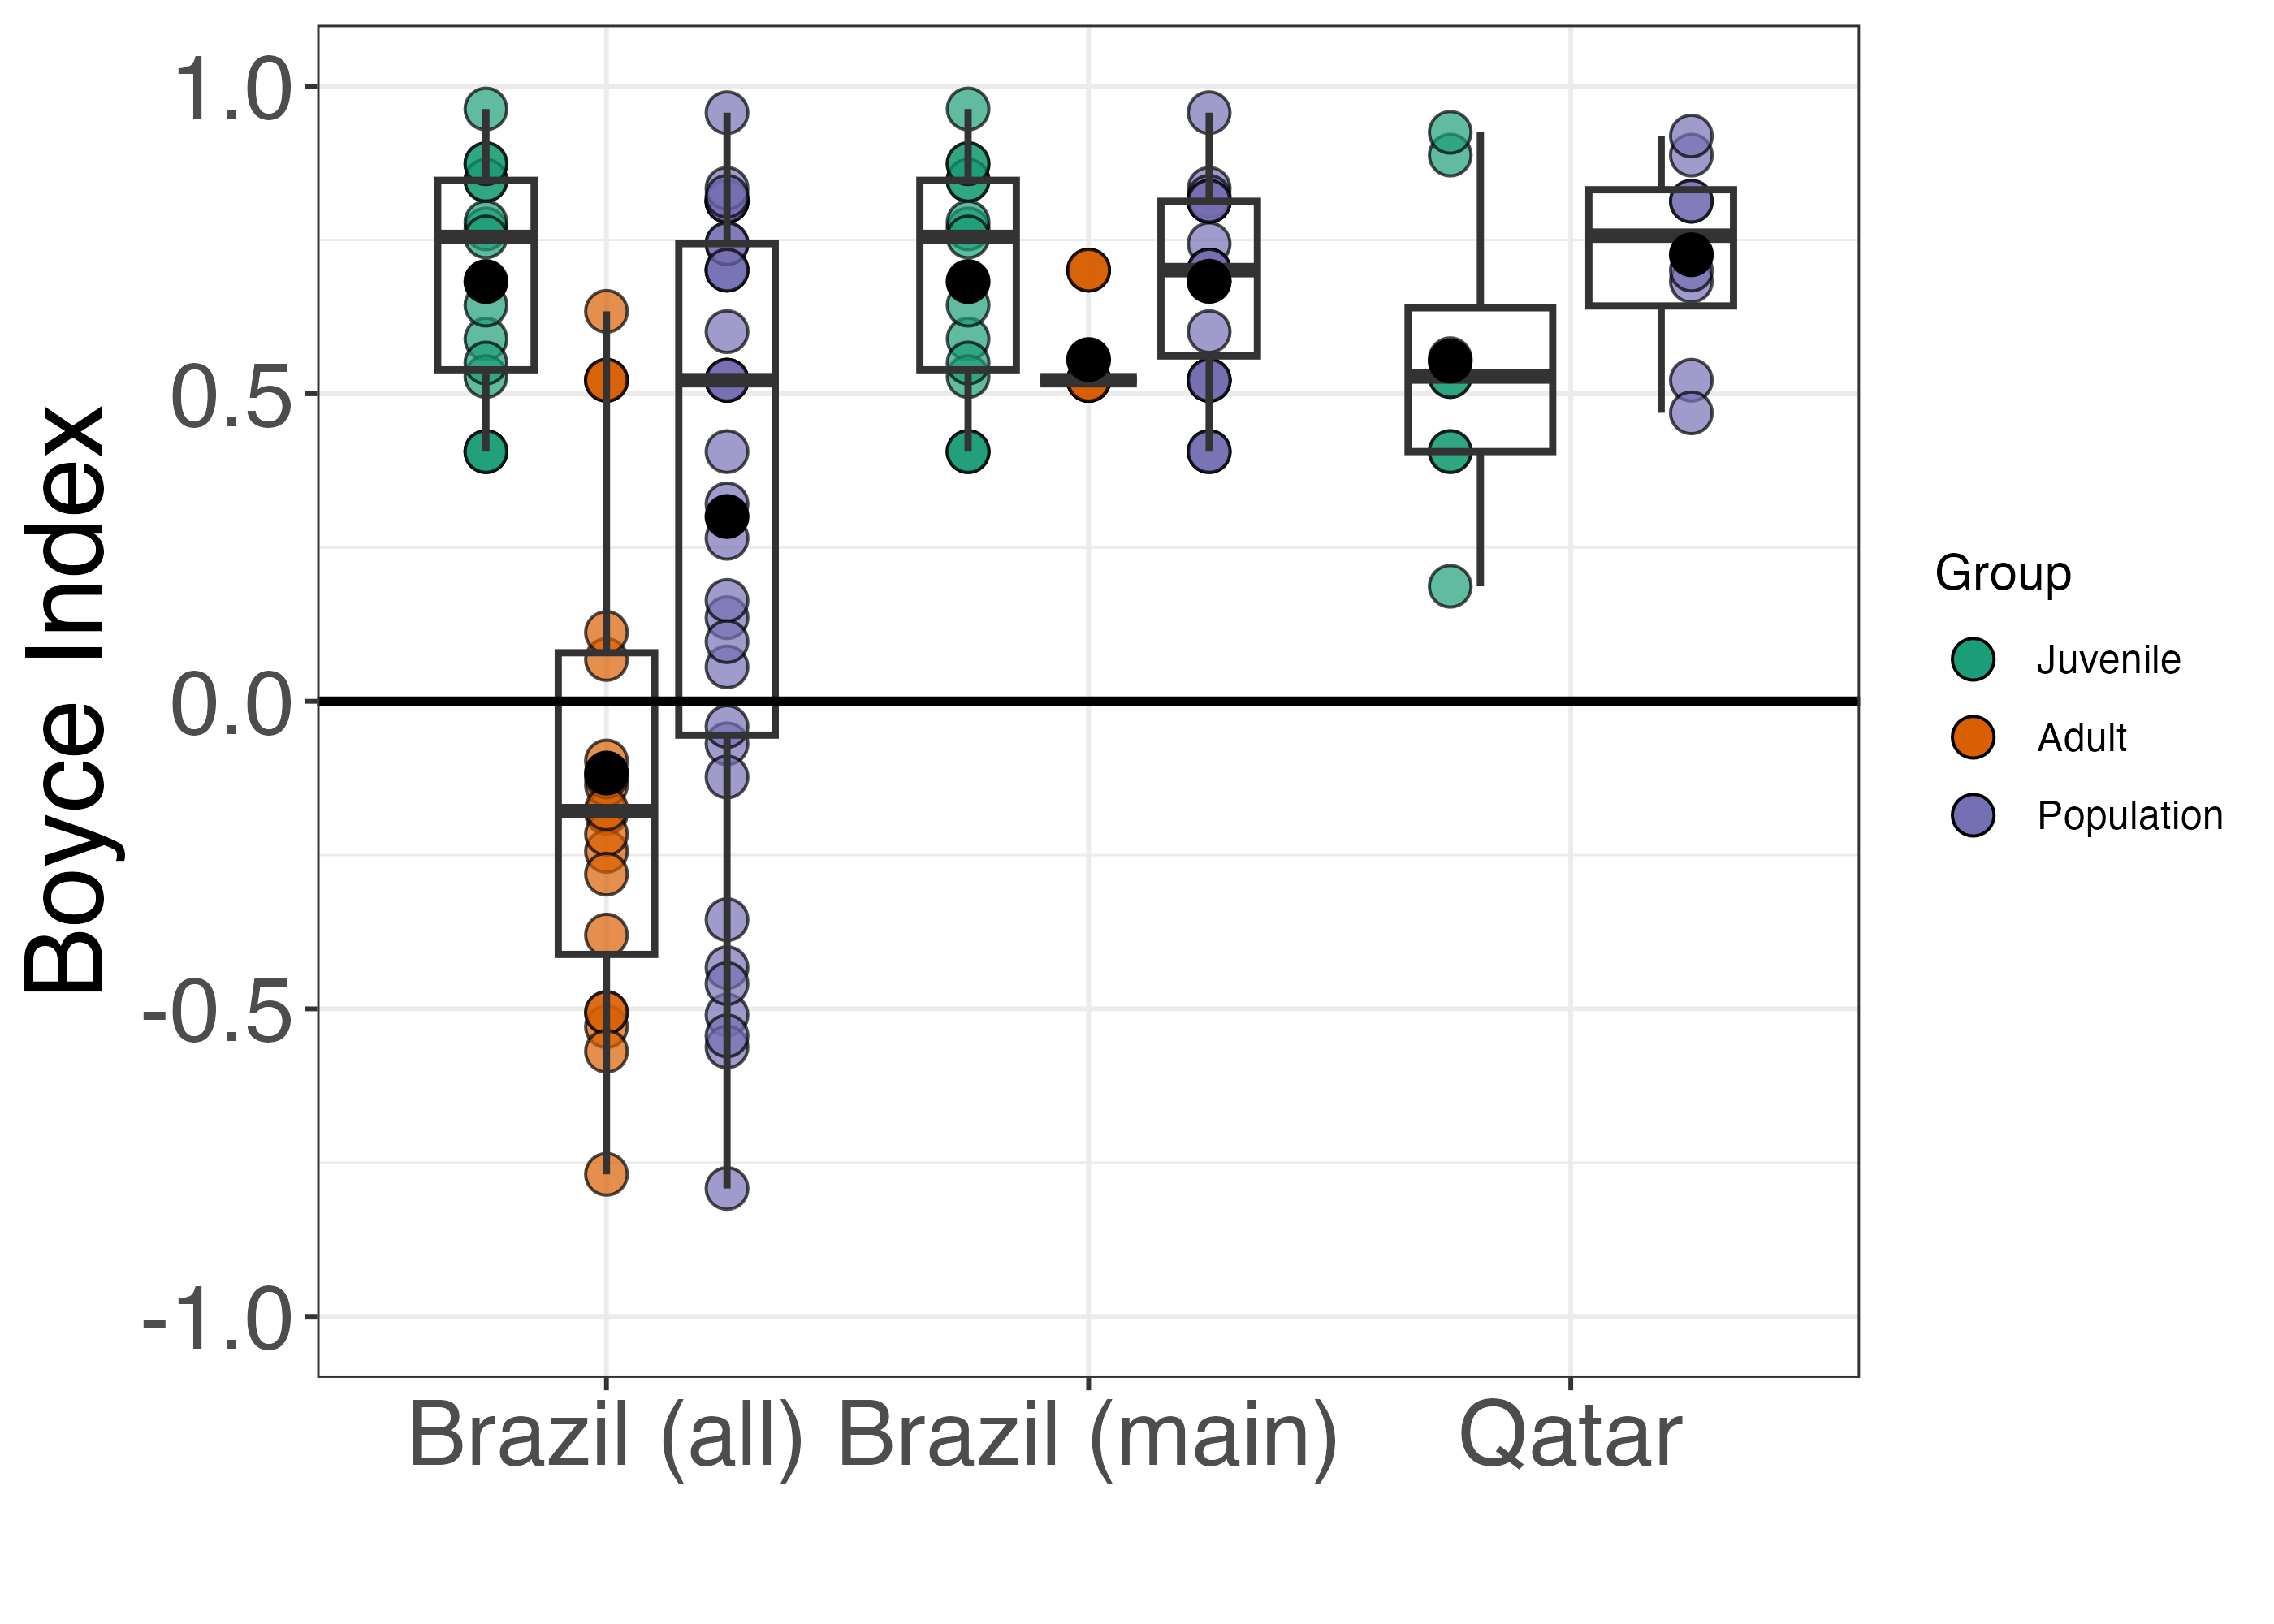 Boyce Index
1.0
0.5
0.0
-0.5
-1.0
Brazil (all)
Brazil (main)
Qatar
Group
Juvenile
Adult
Population